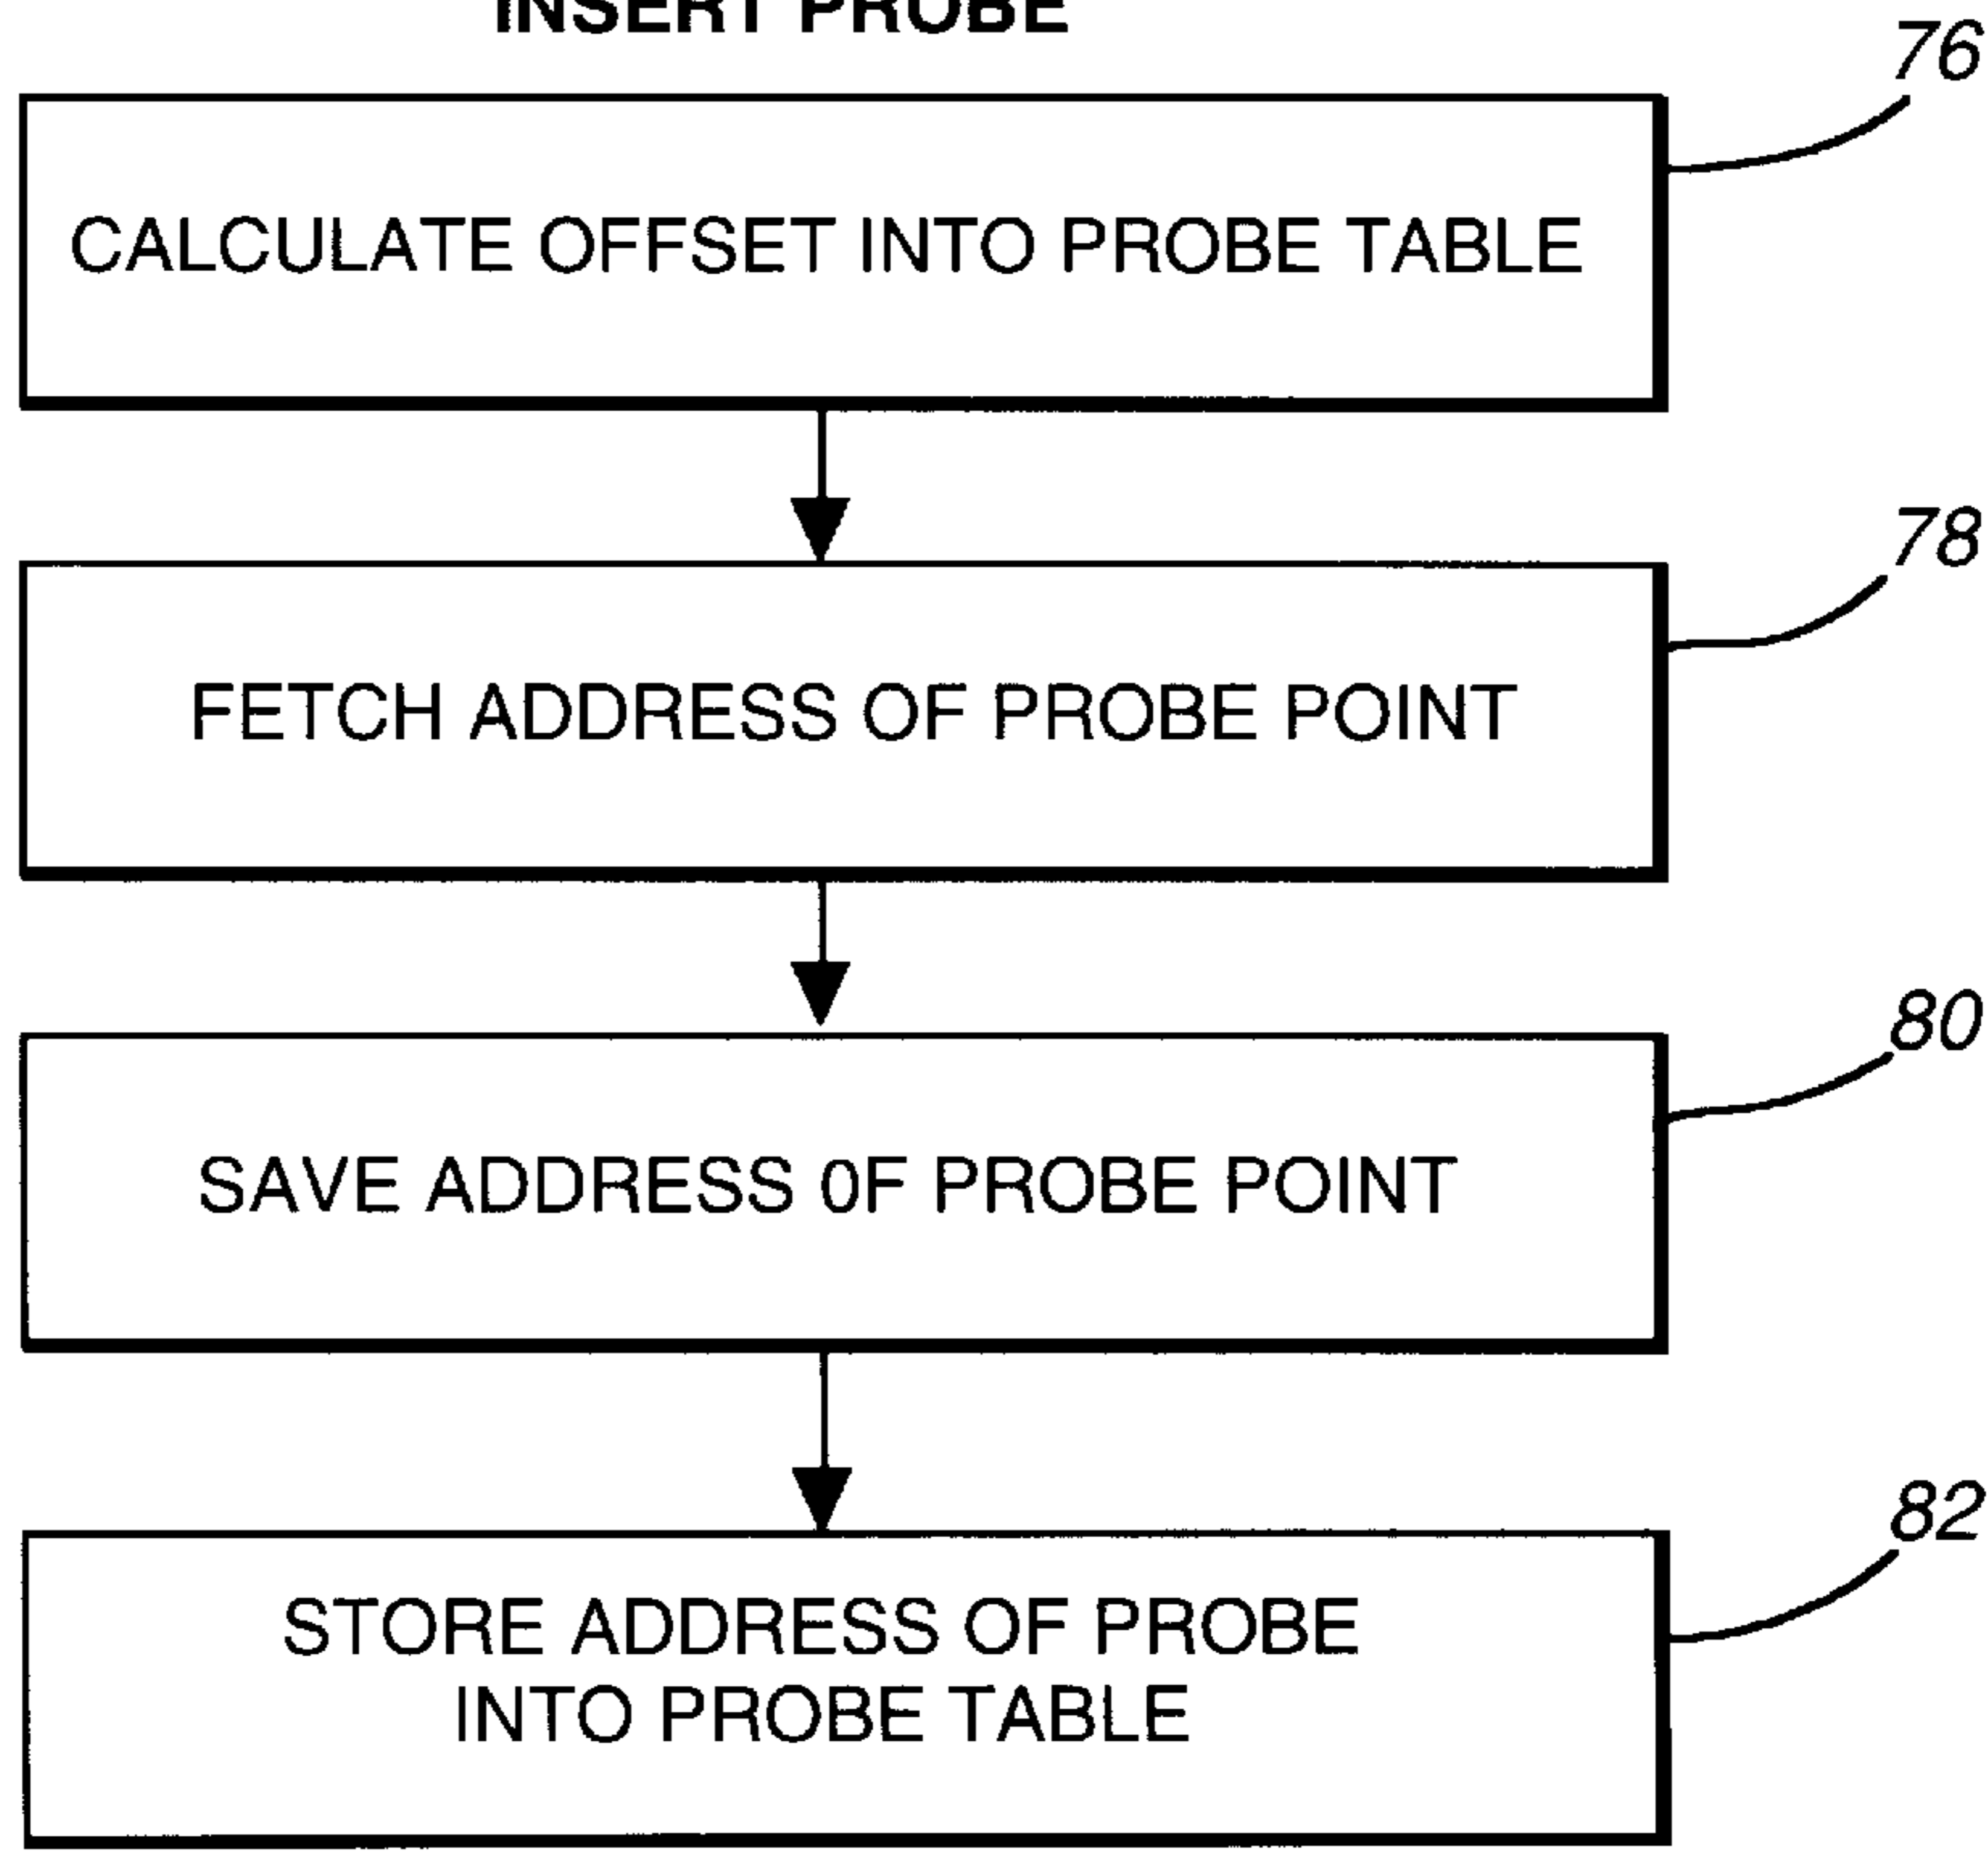 INSERT PROBE
76
CALCULATE OFFSET INTO PROBE TABLE
78
FETCH ADDRESS OF PROBE POINT
80
SAVE ADDRESS OF PROBE POINT
82
STORE ADDRESS OF PROBE
INTO PROBE TABLE